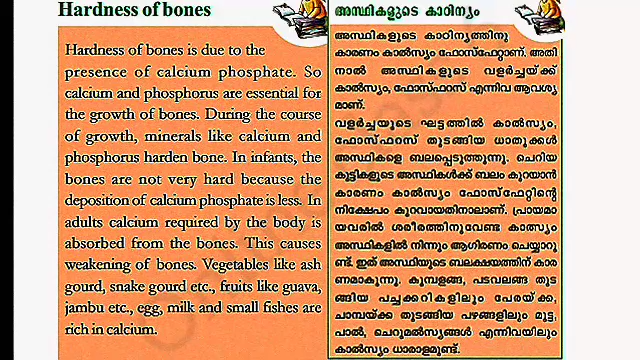 Hardness of bones
Hardness of bones is due to the
presence of calcium phosphate. So
calcium and phosphorus are essential for
the growth of bones. During the course
of growth, minerals like calcium and
phosphorus harden bone. In infants, the
bones are not very hard because the
deposition of calcium phosphate is less. In
adults calcium required by the body is
absorbed from the bones. This causes
weakening of bones. Vegetables like ash
gourd, snake gourd etc., fruits like guava,
jambu etc., egg, milk and small fishes are
rich in calcium.
അസ്ഥികളുടെ കാഠിന്യം
അസ്ഥികളുടെ കാഠിന്യത്തിനു
കാരണം കാൽസ്യം ഫോസ്ഫേറ്റാണ്. അതി
നാൽ അസ്ഥികളുടെ വളർച്ചയ്ക്ക്
കാൽസ്യം, ഫോസ്ഫറസ് എന്നിവ ആവശ്യ
മാണ്.
വളർച്ചയുടെ ഘട്ടത്തിൽ കാൽസ്യം,
ഫോസ്ഫറസ് തുടങ്ങിയ ധാതുക്കൾ
അസ്ഥികളെ ബലപ്പെടുത്തുന്നു. ചെറിയ
കുട്ടികളുടെ അസ്ഥികൾക്ക് ബലം കുറയാൻ
കാരണം കാൽസ്യം ഫോസ്ഫേറ്റിന്റെ
നിക്ഷേപം കുറവായതിനാലാണ്. പ്രായമാ
യവരിൽ ശരീരത്തിനുവേണ്ട കാത്സ്യം
അസ്ഥികളിൽ നിന്നും ആഗിരണം ചെയ്യാറു
ണ്ട്. ഇത് അസ്ഥിയുടെ ബലക്ഷയത്തിന് കാര
ണമാകുന്നു. കുമ്പളങ്ങ, പടവലങ്ങ തുട
ങ്ങിയ പച്ചക്കറികളിലും പേരയ്ക്ക,
ചാമ്പയ്ക്ക തുടങ്ങിയ പഴങ്ങളിലും മുട്ട,
പാൽ, ചെറുമൽസ്യങ്ങൾ എന്നിവയിലും
കാൽസ്യം ധാരാളമുണ്ട്.